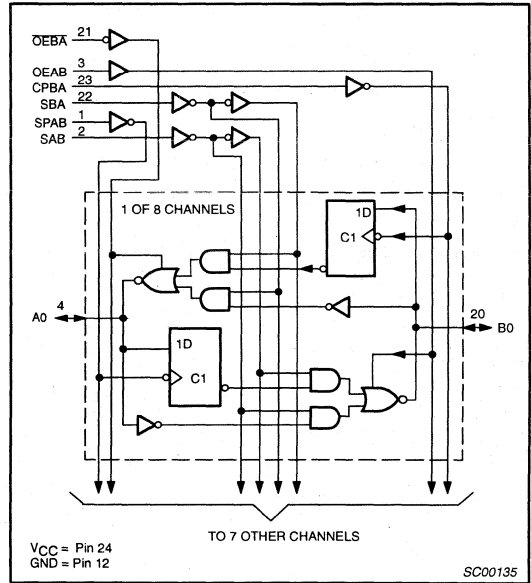 OEBA 21
OEAB 3
CPBA 23
SBA 22
SPAB 1
SAB 2
1 OF 8 CHANNELS
1D
C1
A0 4
20 B0
1D
C1
TO 7 OTHER CHANNELS
VCC = Pin 24
GND = Pin 12
SC00135